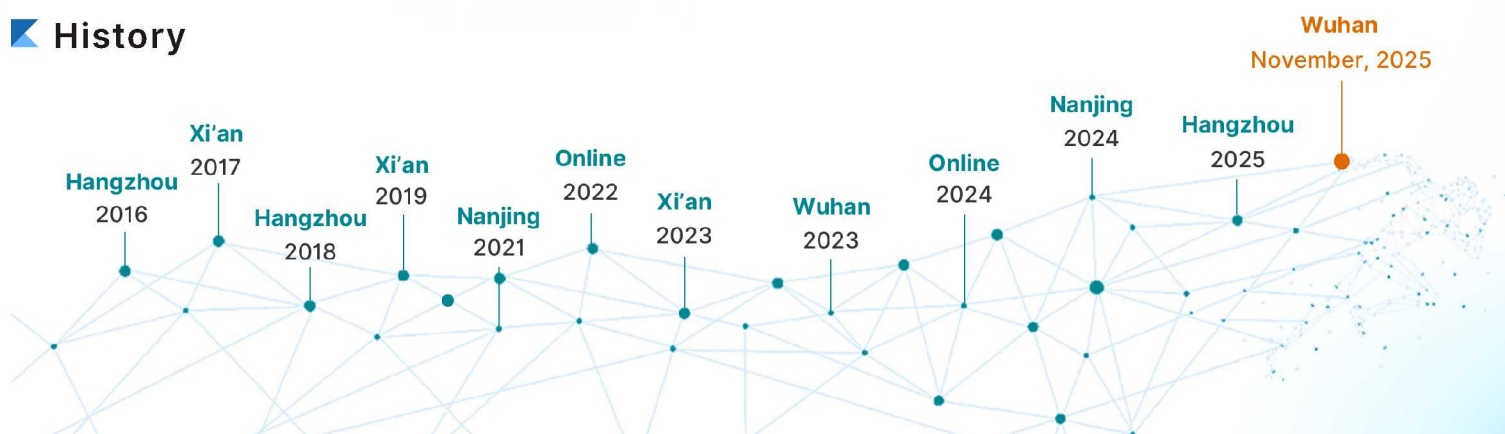 History
Hangzhou
2016
Xi'an
2017
Hangzhou
2018
Xi'an
2019
Nanjing
2021
Online
2022
Xi'an
2023
Wuhan
2023
Online
2024
Nanjing
2024
Hangzhou
2025
Wuhan
November, 2025